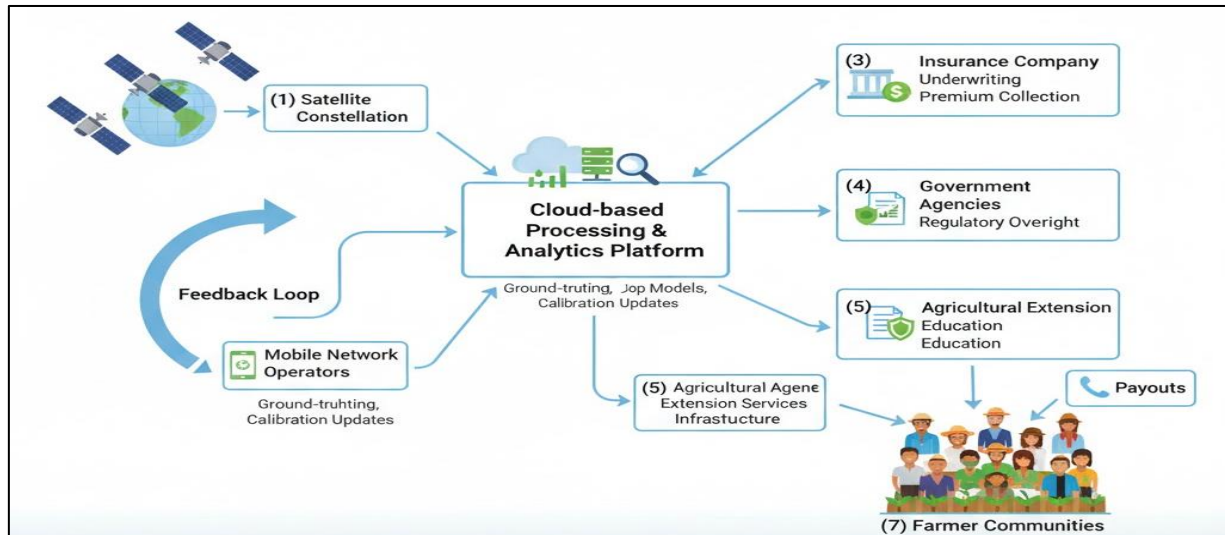 (1) Satellite
Constellation
(3) Insurance Company
Underwriting
Premium Collection
Cloud-based
Processing &
Analytics Platform
Ground-truting, Jop Models,
Calibration Updates
(4) Government
Agencies
Regulatory Overight
Feedback Loop
Mobile Network
Operators
Ground-truhting,
Calibration Updates
(5) Agricultural Extension
Education
Education
(5) Agricultural Agene
Extension Services
Infrastucture
Payouts
(7) Farmer Communities